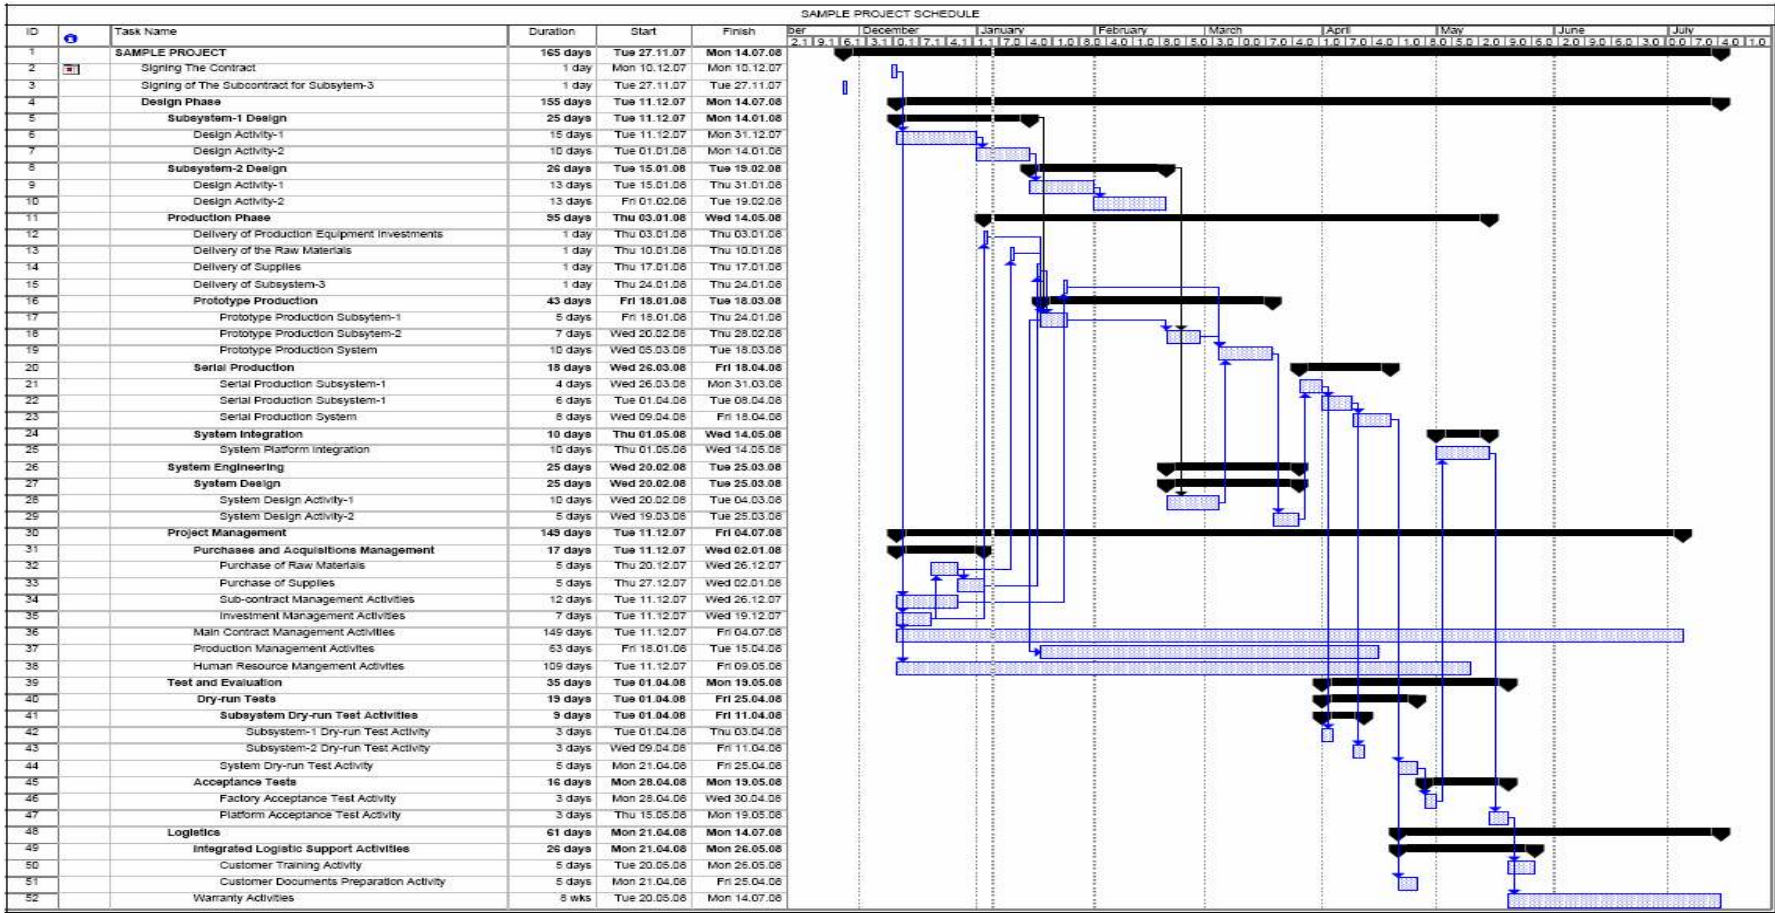 SAMPLE PROJECT SCHEDULE
ID Task Name Duration Start Finish ber December January February March April May June July
1 SAMPLE PROJECT 165 days Tue 27.11.07 Mon 14.07.08
2 Signing The Contract 1 day Mon 10.12.07 Mon 10.12.07
3 Signing of The Subcontract for Subsytem-3 1 day Tue 27.11.07 Tue 27.11.07
4 Design Phase 155 days Tue 11.12.07 Mon 14.07.08
5 Subsystem-1 Design 25 days Tue 11.12.07 Mon 14.01.08
6 Design Activity-1 15 days Tue 11.12.07 Mon 31.12.07
7 Design Activity-2 10 days Tue 01.01.08 Mon 14.01.08
8 Subsystem-2 Design 26 days Tue 15.01.08 Tue 19.02.08
9 Design Activity-1 13 days Tue 15.01.08 Thu 31.01.08
10 Design Activity-2 13 days Fri 01.02.08 Tue 19.02.08
11 Production Phase 95 days Thu 03.01.08 Wed 14.05.08
12 Delivery of Production Equipment Investments 1 day Thu 03.01.08 Thu 03.01.08
13 Delivery of the Raw Materials 1 day Thu 10.01.08 Thu 10.01.08
14 Delivery of Supplies 1 day Thu 17.01.08 Thu 17.01.08
15 Delivery of Subsystem-3 1 day Thu 24.01.08 Thu 24.01.08
16 Prototype Production 43 days Fri 18.01.08 Tue 18.03.08
17 Prototype Production Subsytem-1 5 days Fri 18.01.08 Thu 24.01.08
18 Prototype Production Subsytem-2 7 days Wed 20.02.08 Thu 28.02.08
19 Prototype Production System 10 days Wed 05.03.08 Tue 18.03.08
20 Serial Production 18 days Wed 26.03.08 Fri 18.04.08
21 Serial Production Subsystem-1 4 days Wed 26.03.08 Mon 31.03.08
22 Serial Production Subsystem-1 6 days Tue 01.04.08 Tue 08.04.08
23 Serial Production System 8 days Wed 09.04.08 Fri 18.04.08
24 System Integration 10 days Thu 01.05.08 Wed 14.05.08
25 System Platform Integration 10 days Thu 01.05.08 Wed 14.05.08
26 System Engineering 25 days Wed 20.02.08 Tue 25.03.08
27 System Design 25 days Wed 20.02.08 Tue 25.03.08
28 System Design Activity-1 10 days Wed 20.02.08 Tue 04.03.08
29 System Design Activity-2 5 days Wed 19.03.08 Tue 25.03.08
30 Project Management 149 days Tue 11.12.07 Fri 04.07.08
31 Purchases and Acquisitions Management 17 days Tue 11.12.07 Wed 02.01.08
32 Purchase of Raw Materials 5 days Thu 20.12.07 Wed 26.12.07
33 Purchase of Supplies 5 days Thu 27.12.07 Wed 02.01.08
34 Sub-contract Management Activities 12 days Tue 11.12.07 Wed 26.12.07
35 Investment Management Activities 7 days Tue 11.12.07 Wed 19.12.07
36 Main Contract Management Activities 149 days Tue 11.12.07 Fri 04.07.08
37 Production Management Activites 63 days Fri 18.01.08 Tue 15.04.08
38 Human Resource Mangement Activites 109 days Tue 11.12.07 Fri 09.05.08
39 Test and Evaluation 35 days Tue 01.04.08 Mon 19.05.08
40 Dry-run Tests 19 days Tue 01.04.08 Fri 25.04.08
41 Subsystem Dry-run Test Activities 9 days Tue 01.04.08 Fri 11.04.08
42 Subsystem-1 Dry-run Test Activity 3 days Tue 01.04.08 Thu 03.04.08
43 Subsystem-2 Dry-run Test Activity 3 days Wed 09.04.08 Fri 11.04.08
44 System Dry-run Test Activity 5 days Mon 21.04.08 Fri 25.04.08
45 Acceptance Tests 16 days Mon 28.04.08 Mon 19.05.08
46 Factory Acceptance Test Activity 3 days Mon 28.04.08 Wed 30.04.08
47 Platform Acceptance Test Activity 3 days Thu 15.05.08 Mon 19.05.08
48 Logistics 61 days Mon 21.04.08 Mon 14.07.08
49 Integrated Logistic Support Activities 26 days Mon 21.04.08 Mon 26.05.08
50 Customer Training Activity 5 days Tue 20.05.08 Mon 26.05.08
51 Customer Documents Preparation Activity 5 days Mon 21.04.08 Fri 25.04.08
52 Warranty Activities 8 wks Tue 20.05.08 Mon 14.07.08